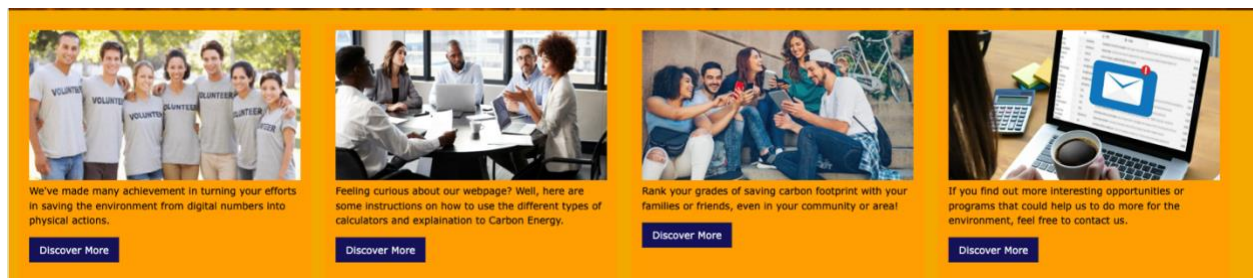 VOLUNTEER
VOLUNTEER
VOLUNTEER
VOLUNTEER
We've made many achievement in turning your efforts
in saving the environment from digital numbers into
physical actions.
Discover More
Feeling curious about our webpage? Well, here are
some instructions on how to use the different types of
calculators and explaination to Carbon Energy.
Discover More
Rank your grades of saving carbon footprint with your
families or friends, even in your community or area!
Discover More
If you find out more interesting opportunities or
programs that could help us to do more for the
environment, feel free to contact us.
Discover More